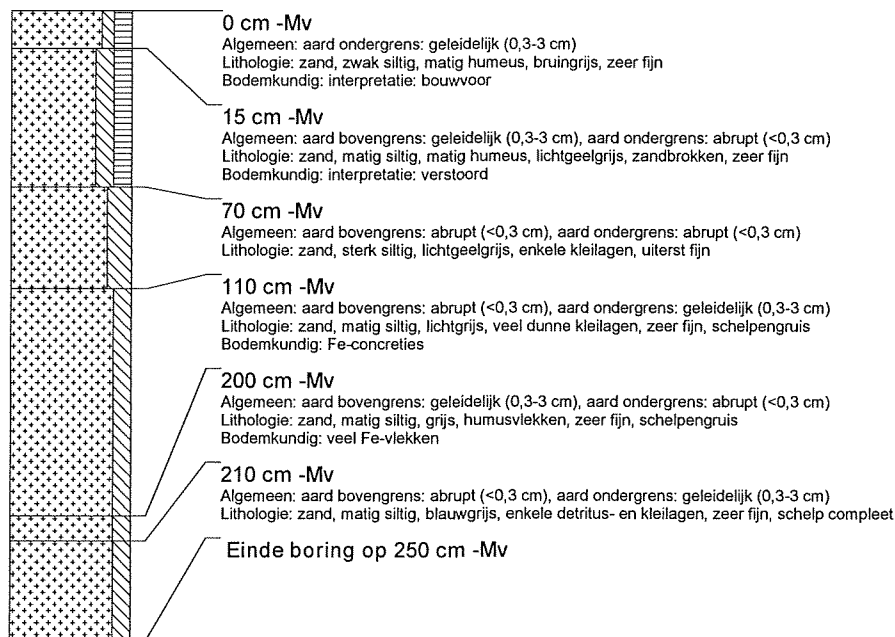 0 cm -Mv
Algemeen: aard ondergrens: geleidelijk (0,3-3 cm)
Lithologie: zand, zwak siltig, matig humeus, bruingrijs, zeer fijn
Bodemkundig: interpretatie: bouwvoor
15 cm -Mv
Algemeen: aard bovengrens: geleidelijk (0,3-3 cm), aard ondergrens: abrupt (<0,3 cm)
Lithologie: zand, matig siltig, matig humeus, lichtgeelgrijs, zandbrokken, zeer fijn
Bodemkundig: interpretatie: verstoord
70 cm -Mv
Algemeen: aard bovengrens: abrupt (<0,3 cm), aard ondergrens: abrupt (<0,3 cm)
Lithologie: zand, sterk siltig, lichtgeelgrijs, enkele kleilagen, uiterst fijn
110 cm -Mv
Algemeen: aard bovengrens: abrupt (<0,3 cm), aard ondergrens: geleidelijk (0,3-3 cm)
Lithologie: zand, matig siltig, lichtgrijs, veel dunne kleilagen, zeer fijn, schelpengruis
Bodemkundig: Fe-concreties
200 cm -Mv
Algemeen: aard bovengrens: geleidelijk (0,3-3 cm), aard ondergrens: abrupt (<0,3 cm)
Lithologie: zand, matig siltig, grijs, humusvlekken, zeer fijn, schelpengruis
Bodemkundig: veel Fe-vlekken
210 cm -Mv
Algemeen: aard bovengrens: abrupt (<0,3 cm), aard ondergrens: geleidelijk (0,3-3 cm)
Lithologie: zand, matig siltig, blauwgrijs, enkele detritus- en kleilagen, zeer fijn, schelp compleet
Einde boring op 250 cm -Mv